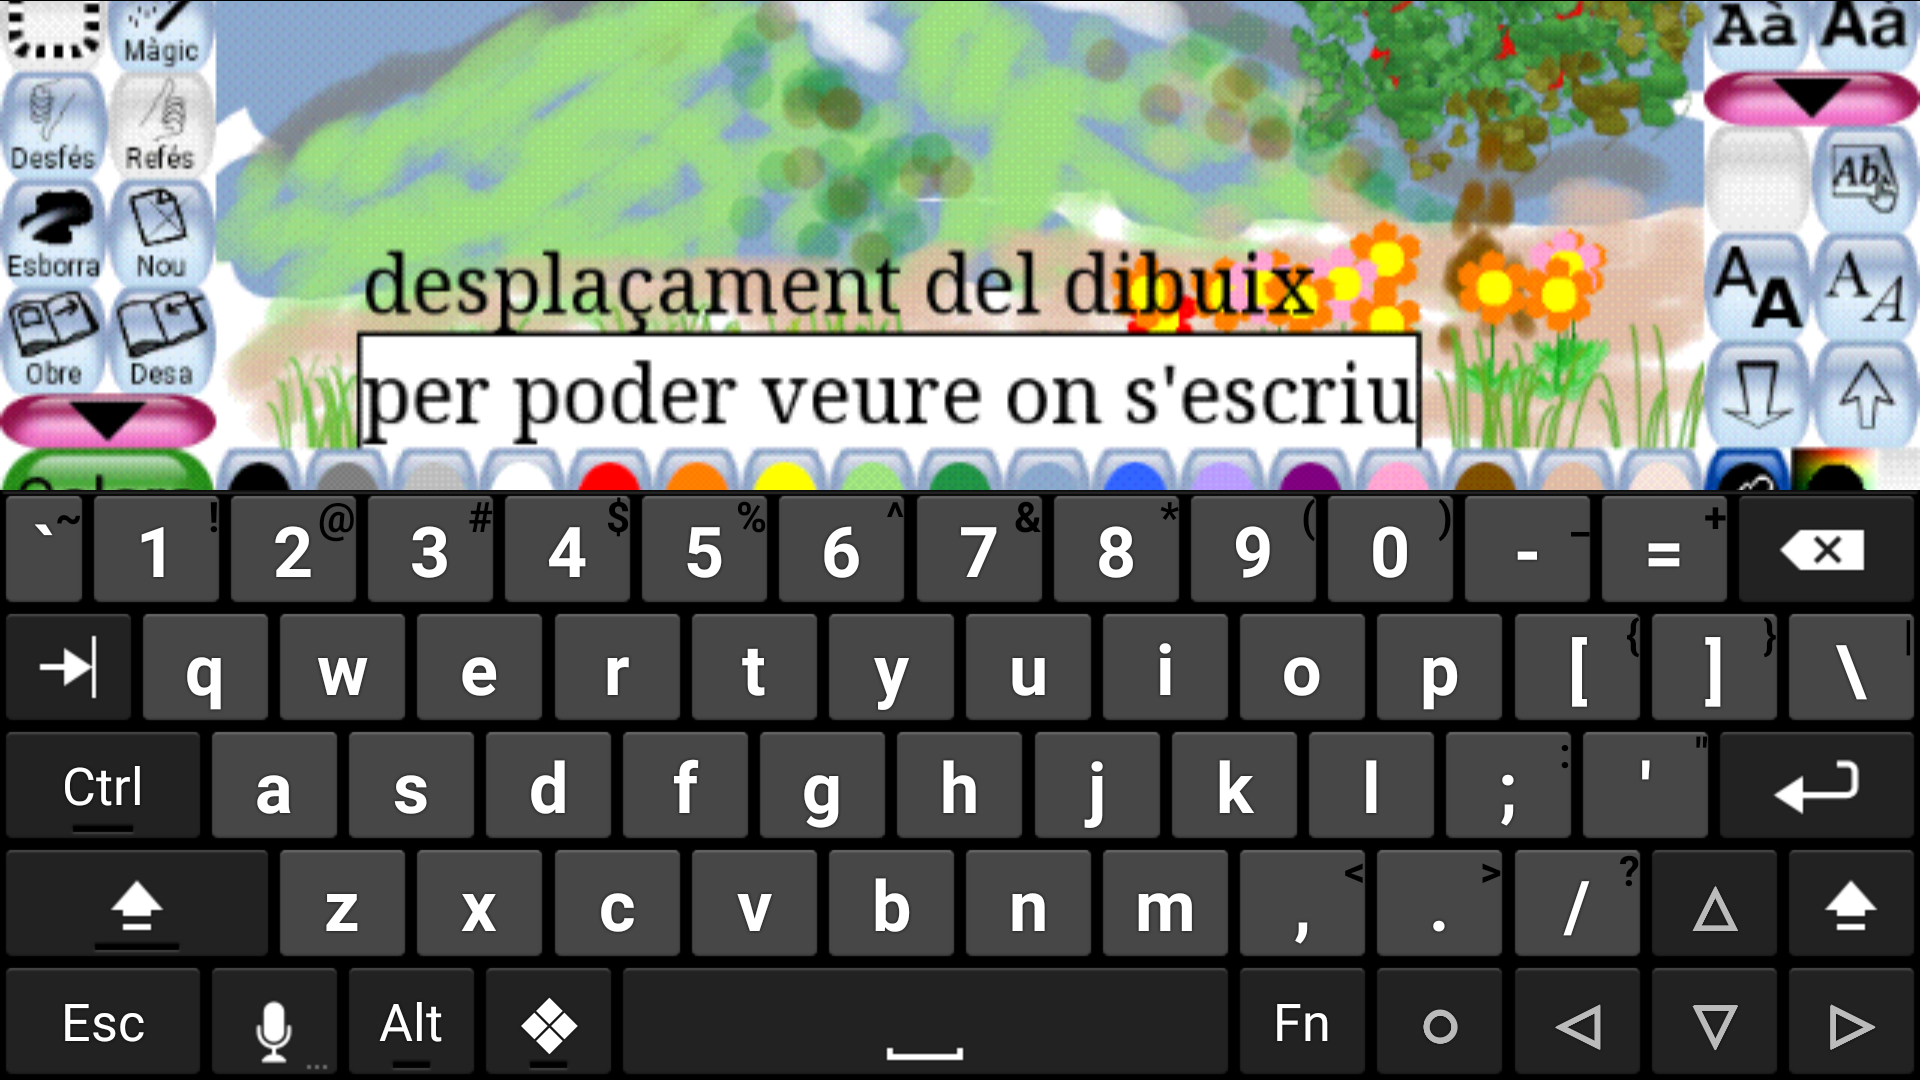 Màgic
Aà Aà
Desfés Refés
Ab
Esborra Nou
A A A A
Obre Desa
desplaçament del dibuix
per poder veure on s'escriu
` ~ 1 ! 2 @ 3 # 4 $ 5 % 6 ^ 7 & 8 * 9 ( 0 ) - _ = +
q w e r t y u i o p [ { ] } \ |
Ctrl a s d f g h j k l ; : ' "
z x c v b n m , < . > / ?
Esc ... Alt Fn